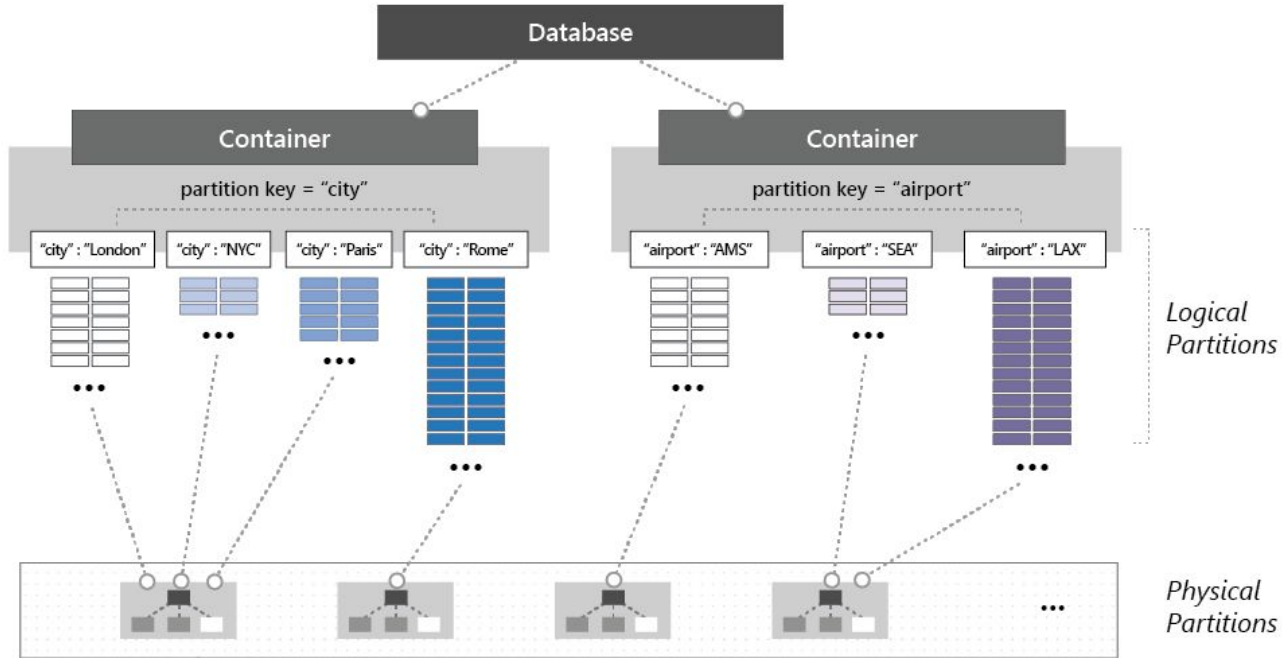 Database
Container
Container
partition key = “city”
partition key = “airport”
“city” : “London”
“city” : “NYC”
“city” : “Paris”
“city” : “Rome”
“airport” : “AMS”
“airport” : “SEA”
“airport” : “LAX”
Logical
Partitions
Physical
Partitions